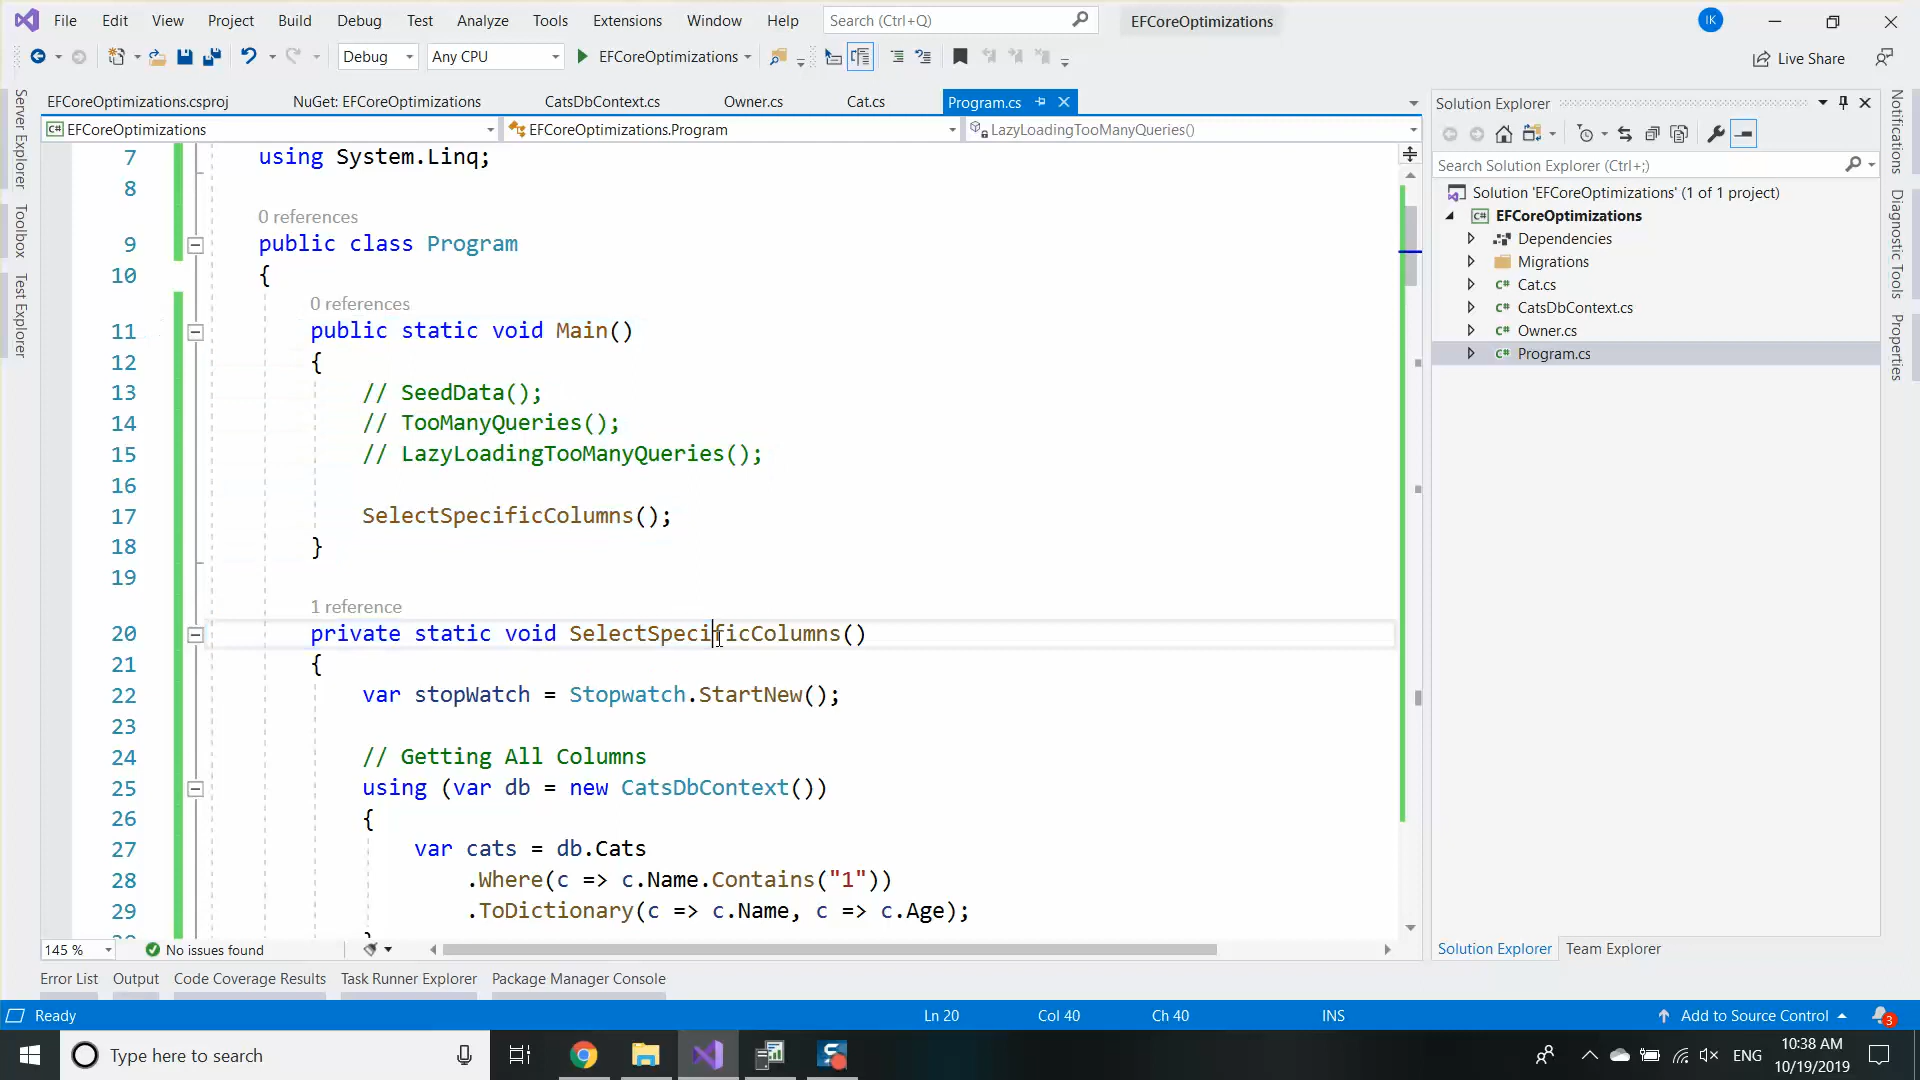 File Edit View Project Build Debug Test Analyze Tools Extensions Window Help Search (Ctrl+Q) EFCoreOptimizations IK
Debug Any CPU EFCoreOptimizations Live Share
EFCoreOptimizations.csproj NuGet: EFCoreOptimizations CatsDbContext.cs Owner.cs Cat.cs Program.cs
EFCoreOptimizations EFCoreOptimizations.Program LazyLoadingTooManyQueries()
7 using System.Linq;
8
0 references
9 public class Program
10 {
0 references
11 public static void Main()
12 {
13 // SeedData();
14 // TooManyQueries();
15 // LazyLoadingTooManyQueries();
16
17 SelectSpecificColumns();
18 }
19
1 reference
20 private static void SelectSpecificColumns()
21 {
22 var stopWatch = Stopwatch.StartNew();
23
24 // Getting All Columns
25 using (var db = new CatsDbContext())
26 {
27 var cats = db.Cats
28 .Where(c => c.Name.Contains("1"))
29 .ToDictionary(c => c.Name, c => c.Age);
145 % No issues found
Server Explorer
Toolbox
Test Explorer
Solution Explorer
Search Solution Explorer (Ctrl+;)
Solution 'EFCoreOptimizations' (1 of 1 project)
C# EFCoreOptimizations
Dependencies
Migrations
C# Cat.cs
C# CatsDbContext.cs
C# Owner.cs
C# Program.cs
Solution Explorer Team Explorer
Notifications
Diagnostic Tools
Properties
Error List Output Code Coverage Results Task Runner Explorer Package Manager Console
Ready Ln 20 Col 40 Ch 40 INS Add to Source Control 3
Type here to search ENG 10:38 AM
10/19/2019